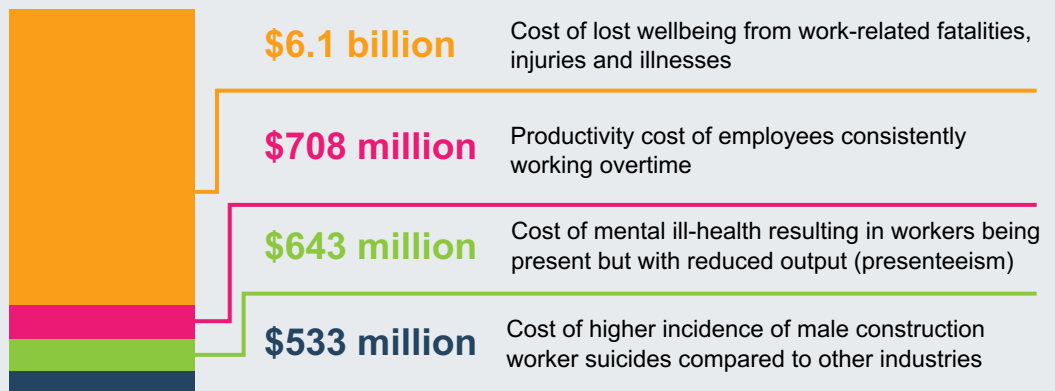 $6.1 billion
Cost of lost wellbeing from work-related fatalities,
injuries and illnesses
$708 million
Productivity cost of employees consistently
working overtime
$643 million
Cost of mental ill-health resulting in workers being
present but with reduced output (presenteeism)
$533 million
Cost of higher incidence of male construction
worker suicides compared to other industries